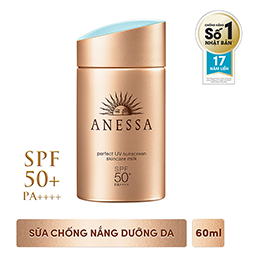 CHỐNG NẮNG
Số 1
NHẬT BẢN
17
NĂM LIỀN
ANESSA
perfect UV sunscreen
skincare milk
SPF
50+
PA++++
SPF
50+
PA++++
SỮA CHỐNG NẮNG DƯỠNG DA
60ml